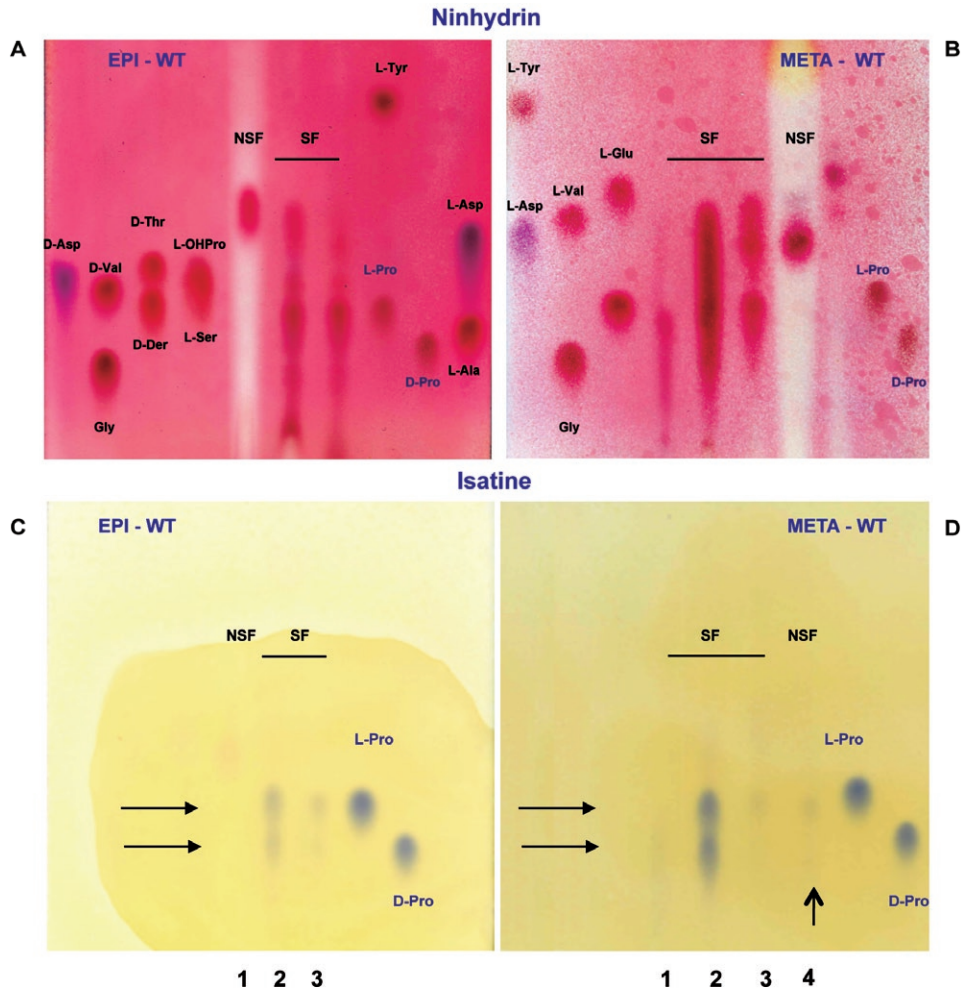 Ninhydrin
A
EPI - WT
L-Tyr
NSF
SF
D-Thr
L-OHPro
L-Asp
D-Asp
D-Val
L-Pro
D-Der
L-Ser
D-Pro
L-Ala
Gly
B
META - WT
L-Tyr
L-Glu
SF
NSF
L-Val
L-Asp
L-Pro
D-Pro
Gly
Isatine
C
EPI - WT
NSF
SF
L-Pro
D-Pro
1 2 3
D
META - WT
SF
NSF
L-Pro
D-Pro
1 2 3 4